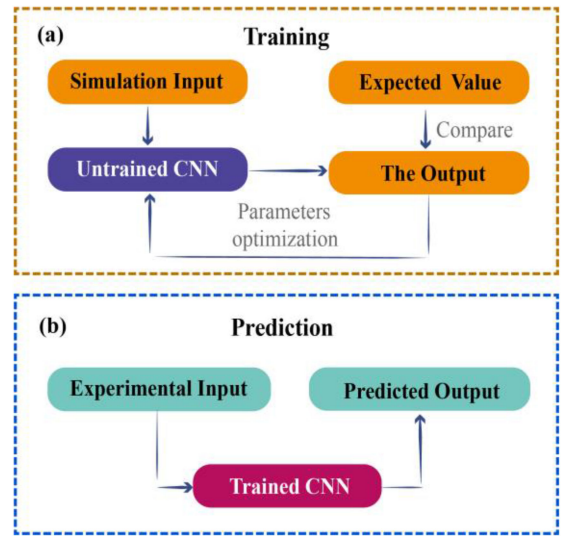 (a)
Training
Simulation Input
Expected Value
Compare
Untrained CNN
The Output
Parameters
optimization
(b)
Prediction
Experimental Input
Predicted Output
Trained CNN